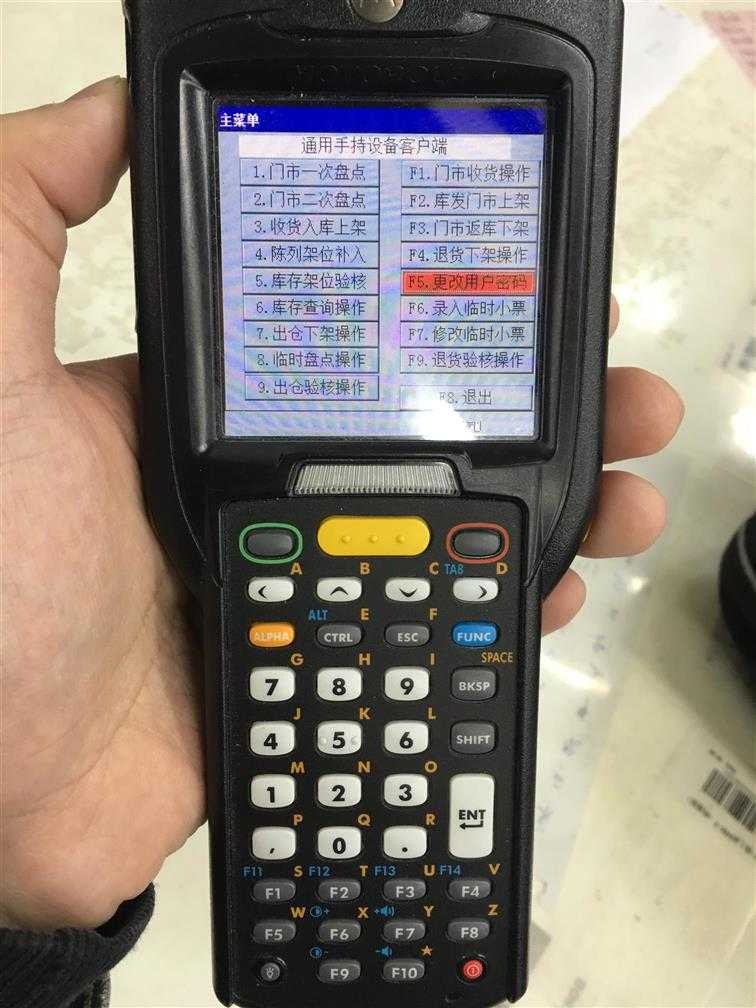 MOTOROLA
主菜单
通用手持设备客户端
1.门市一次盘点 F1.门市收货操作
2.门市二次盘点 F2.库发门市上架
3.收货入库上架 F3.门市返库下架
4.陈列架位补入 F4.退货下架操作
5.库存架位验核 F5.更改用户密码
6.库存查询操作 F6.录入临时小票
7.出仓下架操作 F7.修改临时小票
8.临时盘点操作 F9.退货验核操作
9.出仓验核操作 F8.退出
A B C TAB D
ALT E F
ALPHA CTRL ESC FUNC
G H I SPACE
7 8 9 BKSP
J K L
4 5 6 SHIFT
M N O
1 2 3 ENT
P Q R
, 0 .
F11 S F12 T F13 U F14 V
F1 F2 F3 F4
W X Y Z
F5 F6 F7 F8
F9 F10